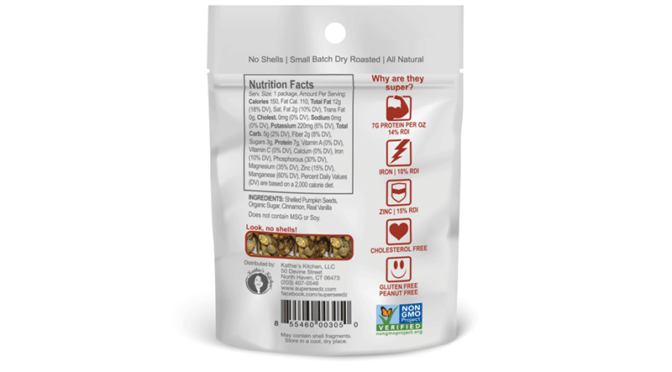 No Shells | Small Batch Dry Roasted | All Natural
Nutrition Facts
Serv. Size: 1 package, Amount Per Serving:
Calories 150, Fat Cal. 110, Total Fat 12g
(18% DV), Sat. Fat 2g (10% DV), Trans Fat
0g, Cholest. 0mg (0% DV), Sodium 0mg
(0% DV), Potassium 220mg (6% DV), Total
Carb. 5g (2% DV), Fiber 2g (8% DV),
Sugars 3g, Protein 7g, Vitamin A (0% DV),
Vitamin C (0% DV), Calcium (0% DV), Iron
(10% DV), Phosphorous (30% DV),
Magnesium (35% DV), Zinc (15% DV),
Manganese (60% DV), Percent Daily Values
(DV) are based on a 2,000 calorie diet.
INGREDIENTS: Shelled Pumpkin Seeds,
Organic Sugar, Cinnamon, Real Vanilla
Does not contain MSG or Soy.
Look, no shells!
Distributed by:
Kathie's
Kathie's Kitchen, LLC
50 Devine Street
North Haven, CT 06473
(203) 407-0546
www.superseedz.com
facebook.com/superseedz
8 55460 00305 0
May contain shell fragments.
Store in a cool, dry place.
Why are they
super?
7G PROTEIN PER OZ
14% RDI
IRON | 10% RDI
ZINC | 15% RDI
CHOLESTEROL FREE
GLUTEN FREE
PEANUT FREE
NON
GMO
Project
VERIFIED
nongmoproject.org